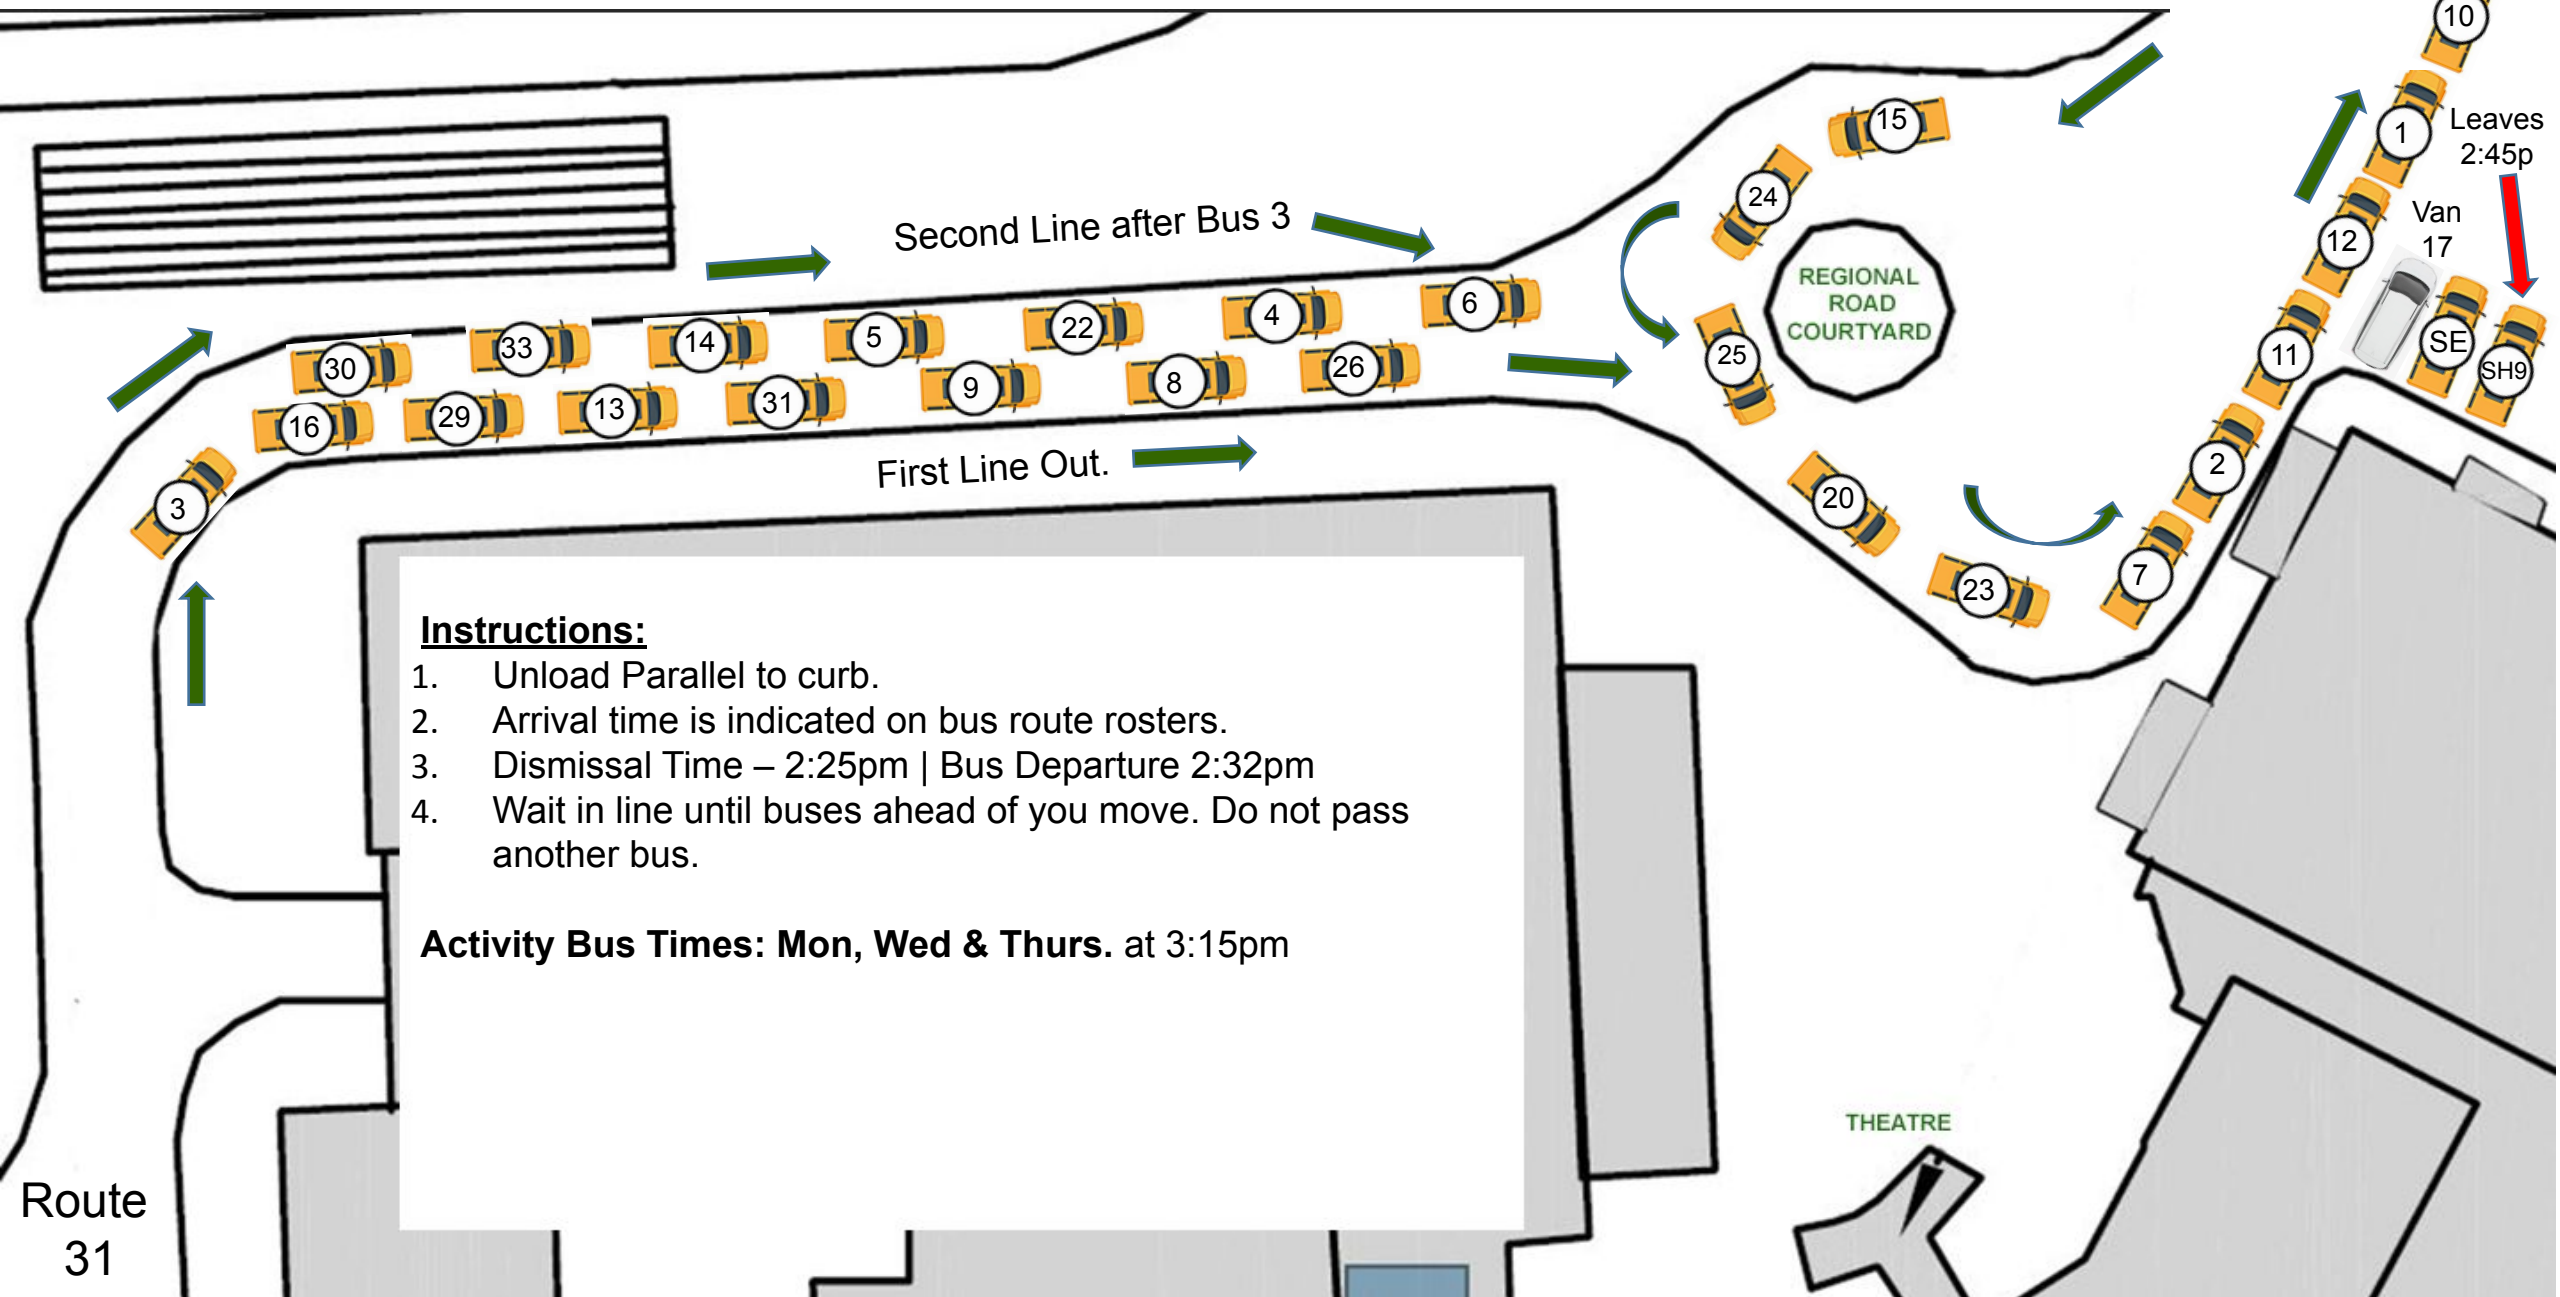 10
15
1
Leaves
2:45p
24
Van
17
12
Second Line after Bus 3
REGIONAL
ROAD
COURTYARD
6
4
22
5
14
33
30
SE
SH9
11
25
26
8
9
31
13
29
16
3
First Line Out.
2
20
7
23
Instructions:
1. Unload Parallel to curb.
2. Arrival time is indicated on bus route rosters.
3. Dismissal Time – 2:25pm | Bus Departure 2:32pm
4. Wait in line until buses ahead of you move. Do not pass
another bus.
Activity Bus Times: Mon, Wed & Thurs. at 3:15pm
THEATRE
Route
31